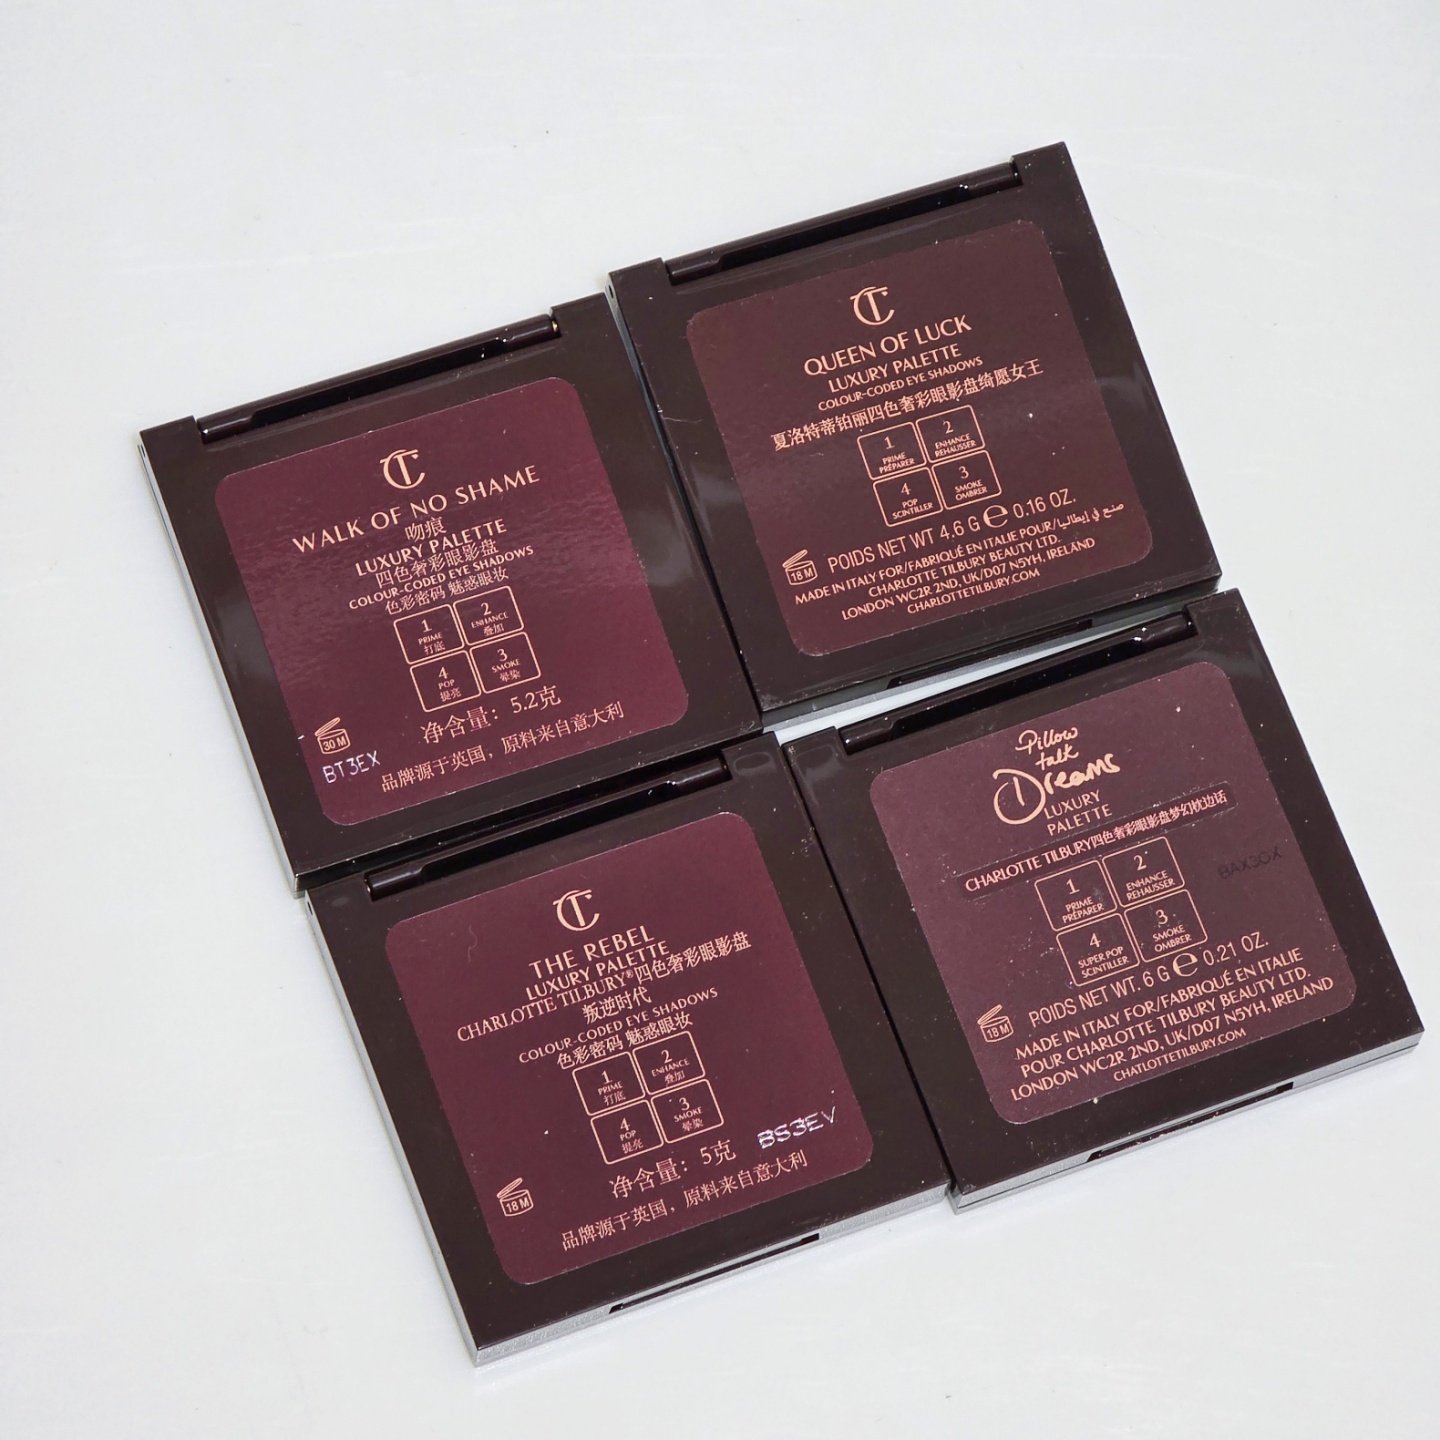 WALK OF NO SHAME
吻痕
LUXURY PALETTE
四色奢彩眼影盘
COLOUR-CODED EYE SHADOWS
色彩密码 魅惑眼妆
1
PRIME
打底
2
ENHANCE
叠加
4
POP
提亮
3
SMOKE
晕染
净含量：5.2克
30 M
BT3EX
品牌源于英国，原料来自意大利
QUEEN OF LUCK
LUXURY PALETTE
COLOUR-CODED EYE SHADOWS
夏洛特蒂铂丽四色奢彩眼影盘绮愿女王
1
PRIME
PRÉPARER
2
ENHANCE
REHAUSSER
4
POP
SCINTILLER
3
SMOKE
OMBRER
18 M
POIDS NET WT 4.6 G e 0.16 OZ.
MADE IN ITALY FOR/FABRIQUÉ EN ITALIE POUR/صنع في إيطاليا
CHARLOTTE TILBURY BEAUTY LTD.
LONDON WC2R 2ND, UK/D07 N5YH, IRELAND
CHARLOTTETILBURY.COM
THE REBEL
LUXURY PALETTE
CHARLOTTE TILBURY®四色奢彩眼影盘
叛逆时代
COLOUR-CODED EYE SHADOWS
色彩密码 魅惑眼妆
1
PRIME
打底
2
ENHANCE
叠加
4
POP
提亮
3
SMOKE
晕染
BS3EV
净含量：5克
18 M
品牌源于英国，原料来自意大利
Pillow
talk
Dreams
LUXURY
PALETTE
CHARLOTTE TILBURY四色奢彩眼影盘梦幻枕边话
BAX3OX
1
PRIME
PRÉPARER
2
ENHANCE
REHAUSSER
4
SUPER POP
SCINTILLER
3
SMOKE
OMBRER
18 M
POIDS NET WT. 6 G e 0.21 OZ.
MADE IN ITALY FOR/FABRIQUÉ EN ITALIE
POUR CHARLOTTE TILBURY BEAUTY LTD.
LONDON WC2R 2ND, UK/D07 N5YH, IRELAND
CHATLOTTETILBURY.COM